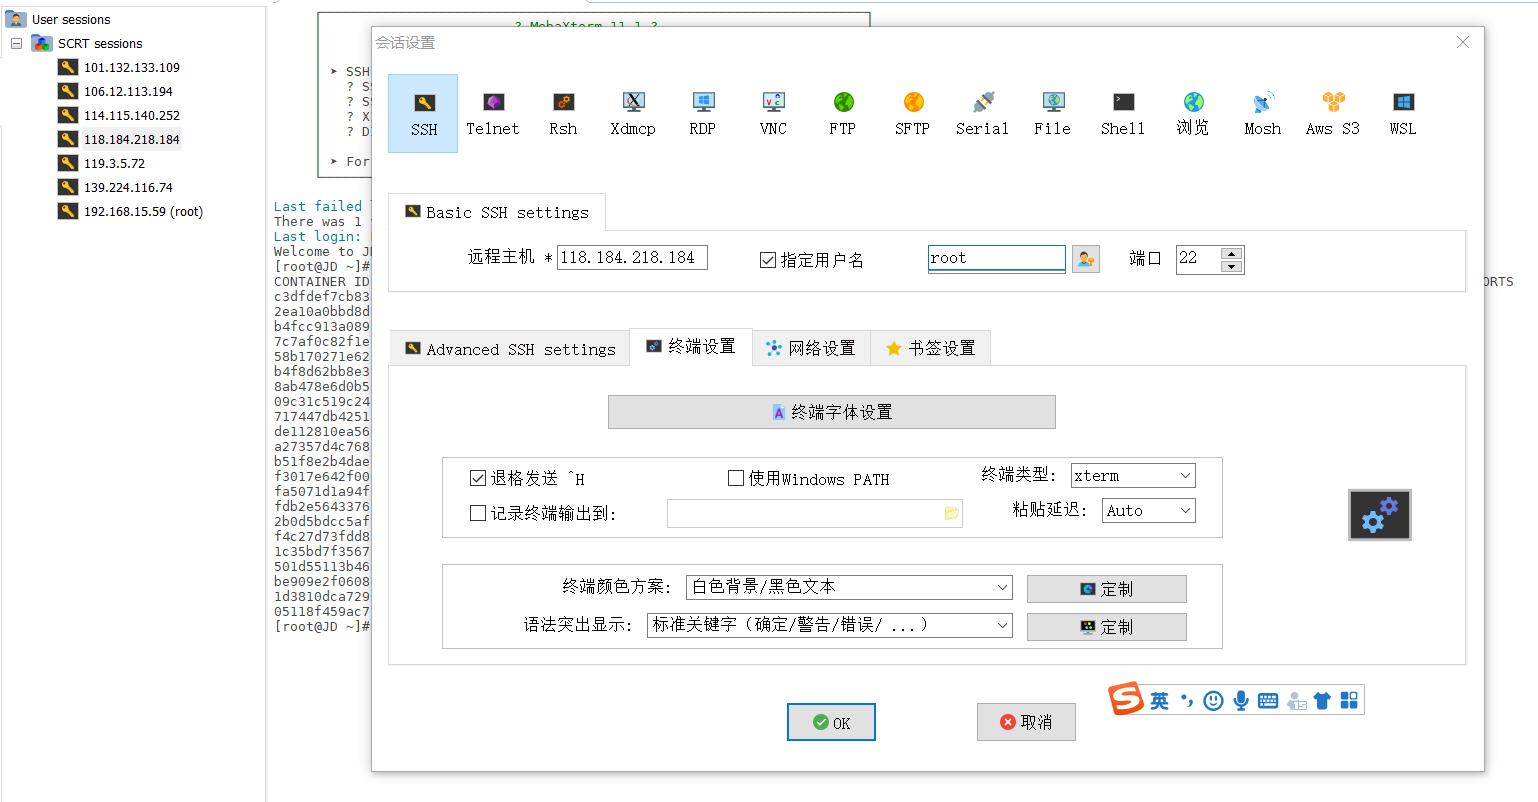 User sessions
SCRT sessions
101.132.133.109
106.12.113.194
114.115.140.252
118.184.218.184
119.3.5.72
139.224.116.74
192.168.15.59 (root)
? MobaXterm 11.1 ?
➤ SSH
? SS
? SS
? X
? D
➤ For
Last failed l
There was 1
Last login:
Welcome to JD
[root@JD ~]#
CONTAINER ID
ORTS
c3dfdef7cb83
2ea10a0bbd8d
b4fcc913a089
7c7af0c82f1e
58b170271e62
b4f8d62bb8e3
8ab478e6d0b5
09c31c519c24
717447db4251
de112810ea56
a27357d4c768
b51f8e2b4dae
f3017e642f00
fa5071d1a94f
fdb2e5643376
2b0d5bdcc5af
f4c27d73fdd8
1c35bd7f3567
501d55113b46
be909e2f0608
1d3810dca729
05118f459ac7
[root@JD ~]#
会话设置
SSH
Telnet
Rsh
Xdmcp
RDP
VNC
FTP
SFTP
Serial
File
Shell
浏览
Mosh
Aws S3
WSL
Basic SSH settings
远程主机 * 118.184.218.184
指定用户名
root
端口
22
Advanced SSH settings
终端设置
网络设置
书签设置
终端字体设置
退格发送 ^H
使用Windows PATH
终端类型: xterm
记录终端输出到:
粘贴延迟: Auto
终端颜色方案: 白色背景/黑色文本
定制
语法突出显示: 标准关键字（确定/警告/错误/ ...）
定制
英
OK
取消